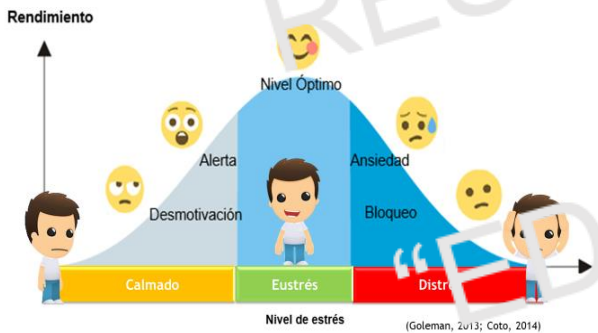 Rendimiento
Nivel Óptimo
Alerta
Ansiedad
Desmotivación
Bloqueo
Calmado
Eustrés
Nivel de estrés
(Goleman, 2013; Coto, 2014)